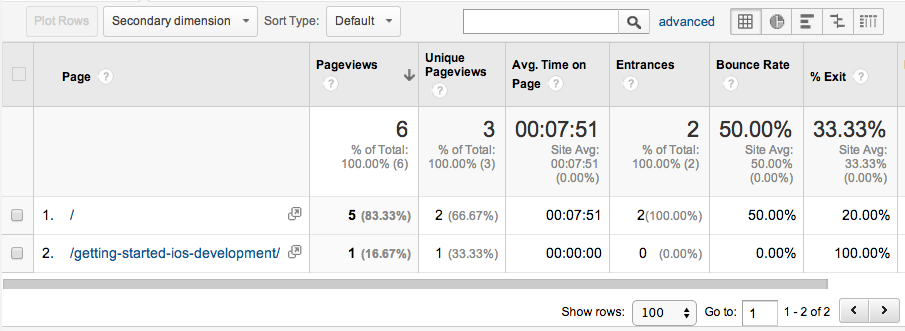 Plot Rows Secondary dimension Sort Type: Default advanced
Page ? Pageviews ? Unique Pageviews ? Avg. Time on Page ? Entrances ? Bounce Rate ? % Exit ?
6 3 00:07:51 2 50.00% 33.33%
% of Total: % of Total: Site Avg: % of Total: Site Avg: Site Avg:
100.00% (6) 100.00% (3) 00:07:51 100.00% (2) 50.00% 33.33%
(0.00%) (0.00%) (0.00%)
1. / 5 (83.33%) 2 (66.67%) 00:07:51 2(100.00%) 50.00% 20.00%
2. /getting-started-ios-development/ 1 (16.67%) 1 (33.33%) 00:00:00 0 (0.00%) 0.00% 100.00%
Show rows: 100 Go to: 1 1 - 2 of 2